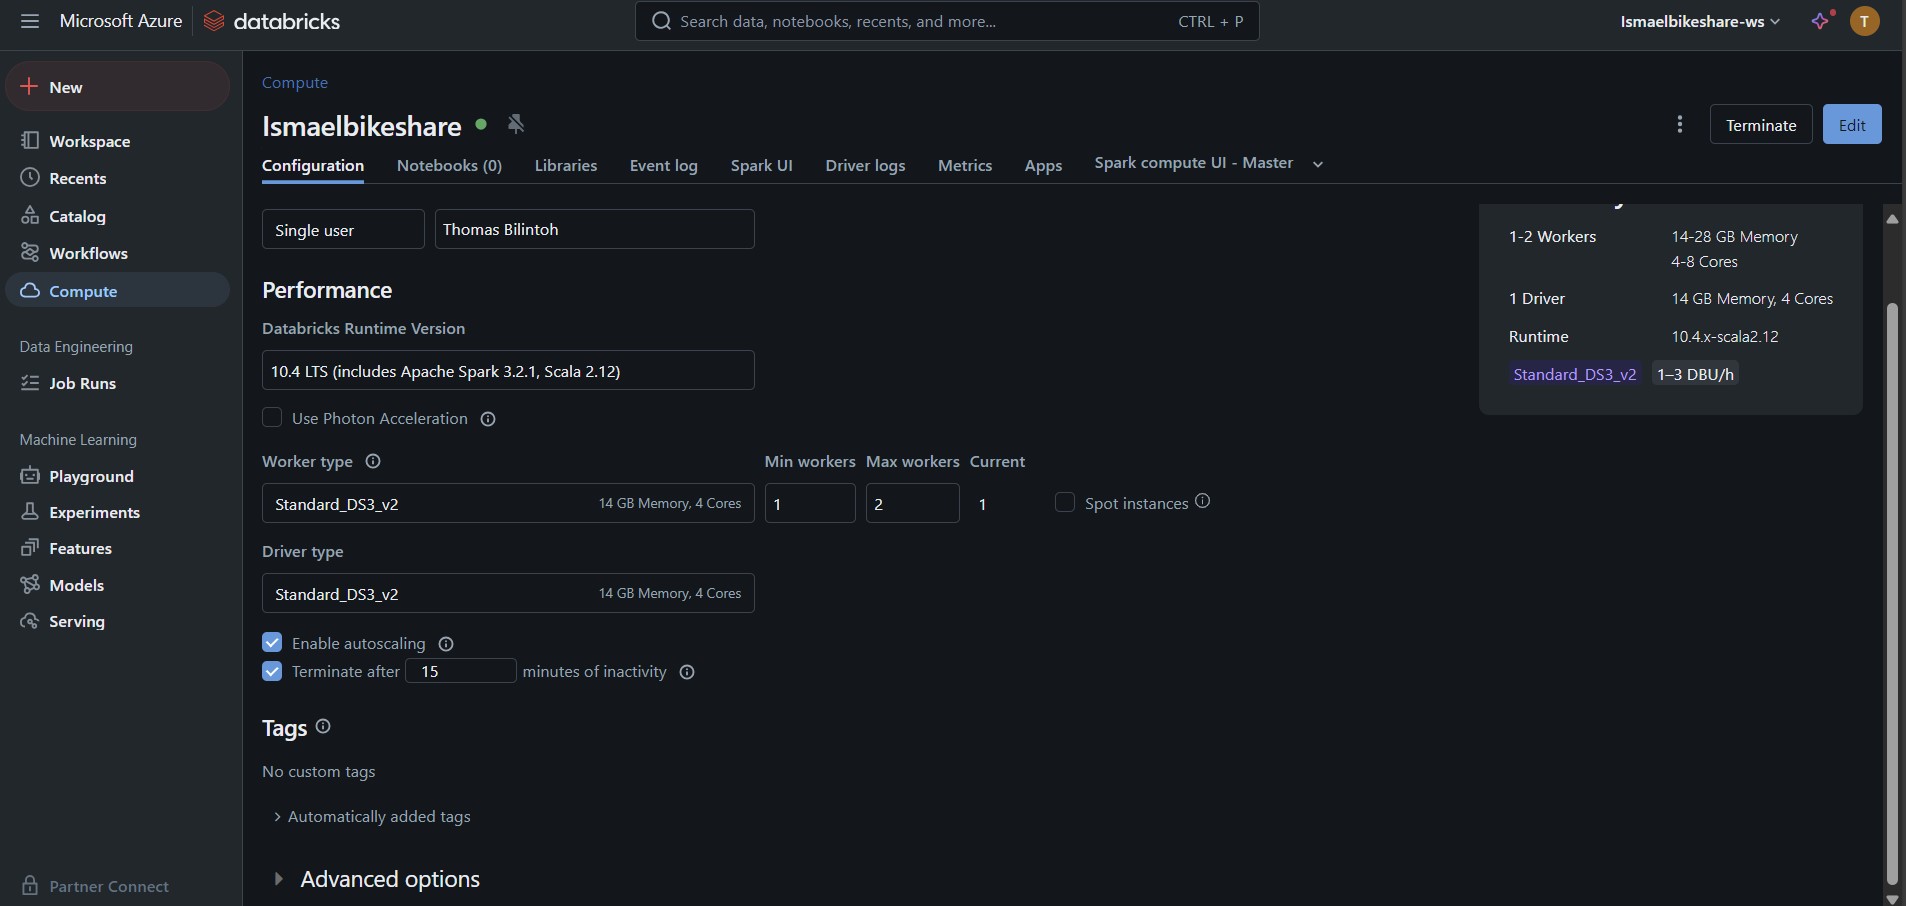 Microsoft Azure databricks
Search data, notebooks, recents, and more... CTRL + P
Ismaelbikeshare-ws
T
New
Workspace
Recents
Catalog
Workflows
Compute
Data Engineering
Job Runs
Machine Learning
Playground
Experiments
Features
Models
Serving
Partner Connect
Compute
Ismaelbikeshare
Terminate
Edit
Configuration Notebooks (0) Libraries Event log Spark UI Driver logs Metrics Apps Spark compute UI - Master
Single user Thomas Bilintoh
Performance
Databricks Runtime Version
10.4 LTS (includes Apache Spark 3.2.1, Scala 2.12)
Use Photon Acceleration
Worker type Min workers Max workers Current
Standard_DS3_v2 14 GB Memory, 4 Cores 1 2 1 Spot instances
Driver type
Standard_DS3_v2 14 GB Memory, 4 Cores
Enable autoscaling
Terminate after 15 minutes of inactivity
Tags
No custom tags
Automatically added tags
Advanced options
1-2 Workers 14-28 GB Memory
4-8 Cores
1 Driver 14 GB Memory, 4 Cores
Runtime 10.4.x-scala2.12
Standard_DS3_v2 1–3 DBU/h